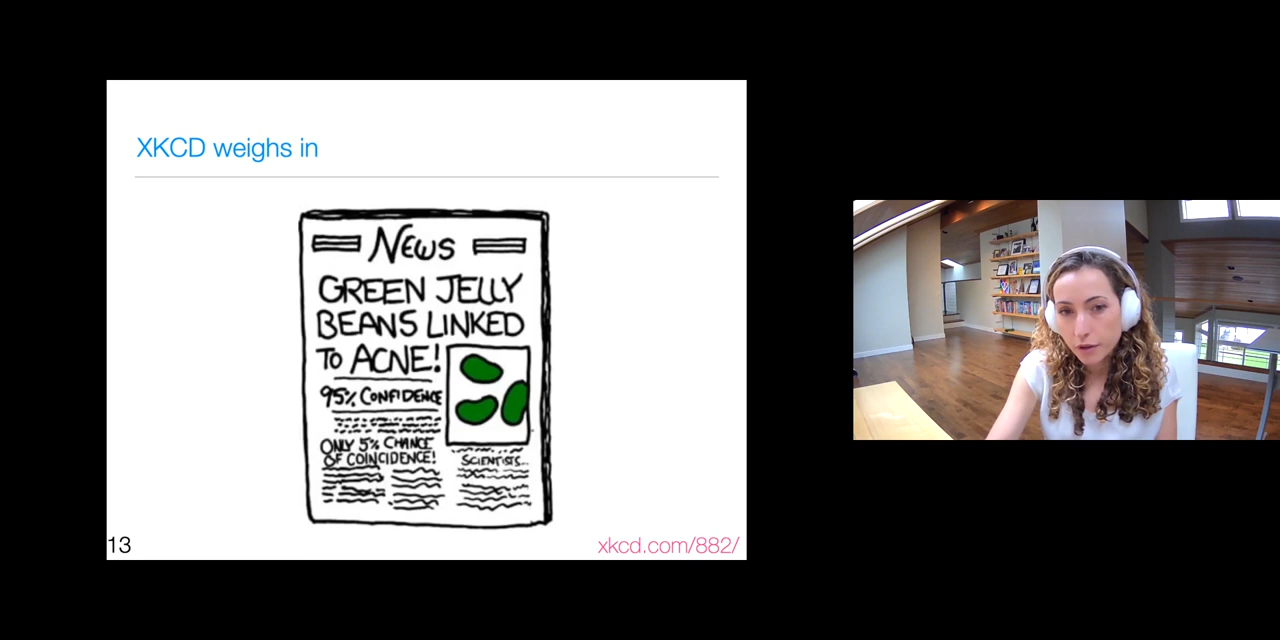 XKCD weighs in
NEWS
GREEN JELLY
BEANS LINKED
TO ACNE!
95% CONFIDENCE
ONLY 5% CHANCE
OF COINCIDENCE!
SCIENTISTS...
13
xkcd.com/882/